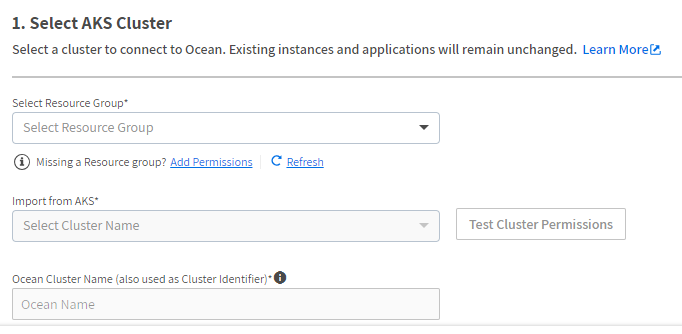 1. Select AKS Cluster
Select a cluster to connect to Ocean. Existing instances and applications will remain unchanged. Learn More
Select Resource Group*
Select Resource Group
Missing a Resource group? Add Permissions Refresh
Import from AKS*
Select Cluster Name
Test Cluster Permissions
Ocean Cluster Name (also used as Cluster Identifier)*
Ocean Name